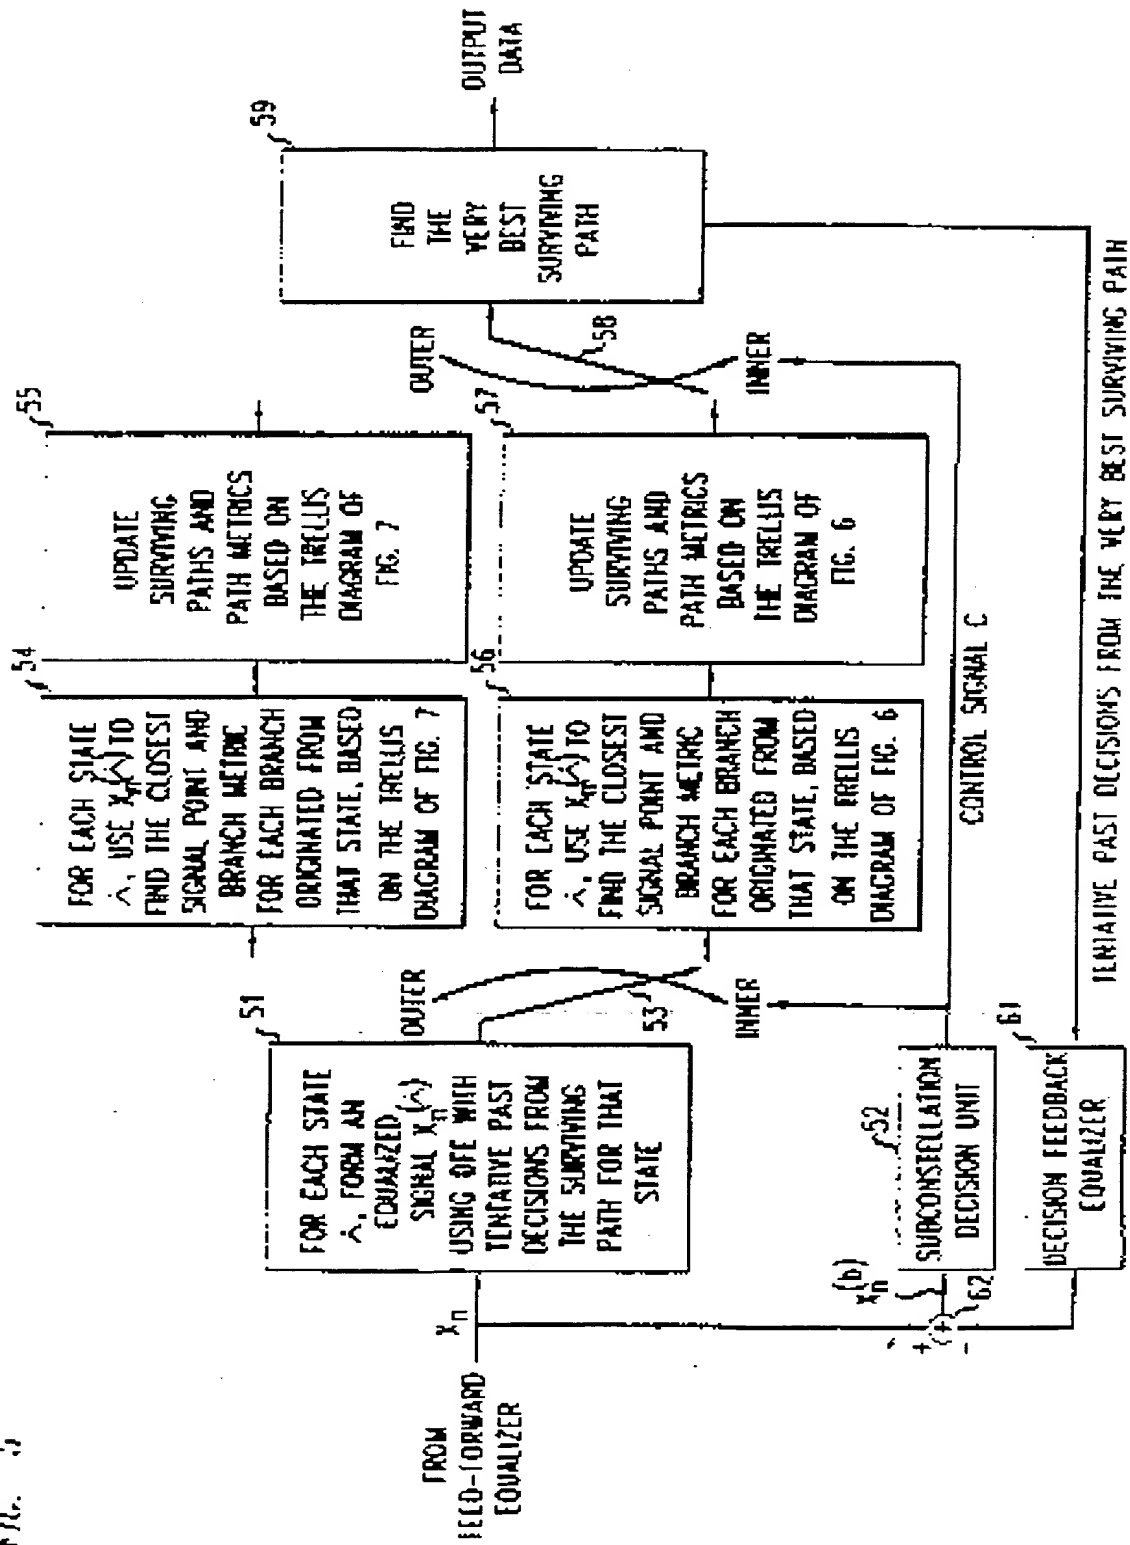 FIG. 5
FROM
FEED-FORWARD
EQUALIZER
Xn
51
FOR EACH STATE
λ, FORM AN
EQUALIZED
SIGNAL Xn(λ)
USING DFE WITH
TENTATIVE PAST
DECISIONS FROM
THE SURVIVING
PATH FOR THAT
STATE
OUTER
53
INNER
54
FOR EACH STATE
λ, USE Xn(λ) TO
FIND THE CLOSEST
SIGNAL POINT AND
BRANCH METRIC
FOR EACH BRANCH
ORIGINATED FROM
THAT STATE, BASED
ON THE TRELLIS
DIAGRAM OF FIG. 7
55
UPDATE
SURVIVING
PATHS AND
PATH METRICS
BASED ON
THE TRELLIS
DIAGRAM OF
FIG. 7
56
FOR EACH STATE
λ, USE Xn(λ) TO
FIND THE CLOSEST
SIGNAL POINT AND
BRANCH METRIC
FOR EACH BRANCH
ORIGINATED FROM
THAT STATE, BASED
ON THE TRELLIS
DIAGRAM OF FIG. 6
57
UPDATE
SURVIVING
PATHS AND
PATH METRICS
BASED ON
THE TRELLIS
DIAGRAM OF
FIG. 6
OUTER
58
INNER
59
FIND
THE
VERY
BEST
SURVIVING
PATH
OUTPUT
DATA
Xn(b)
+
+
-
62
52
SUBCONSTELLATION
DECISION UNIT
CONTROL SIGNAL C
61
DECISION FEEDBACK
EQUALIZER
TENTATIVE PAST DECISIONS FROM THE VERY BEST SURVIVING PATH